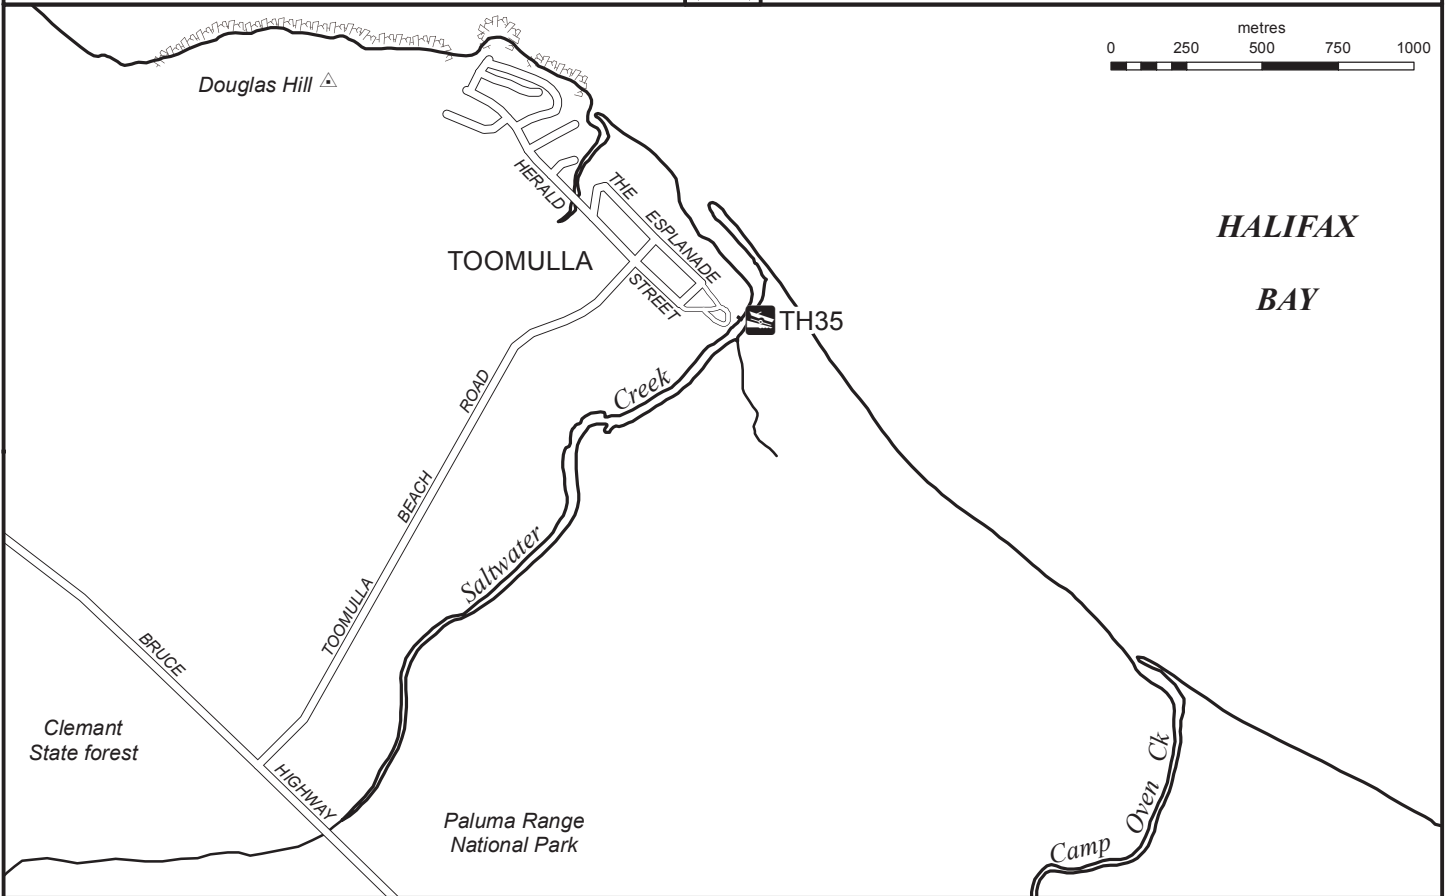 metres
0 250 500 750 1000
Douglas Hill
HERALD
STREET
THE
ESPLANADE
HALIFAX
BAY
TOOMULLA
TH35
Creek
Saltwater
ROAD
BEACH
TOOMULLA
BRUCE
HIGHWAY
Clemant
State forest
Paluma Range
National Park
Camp Oven Ck